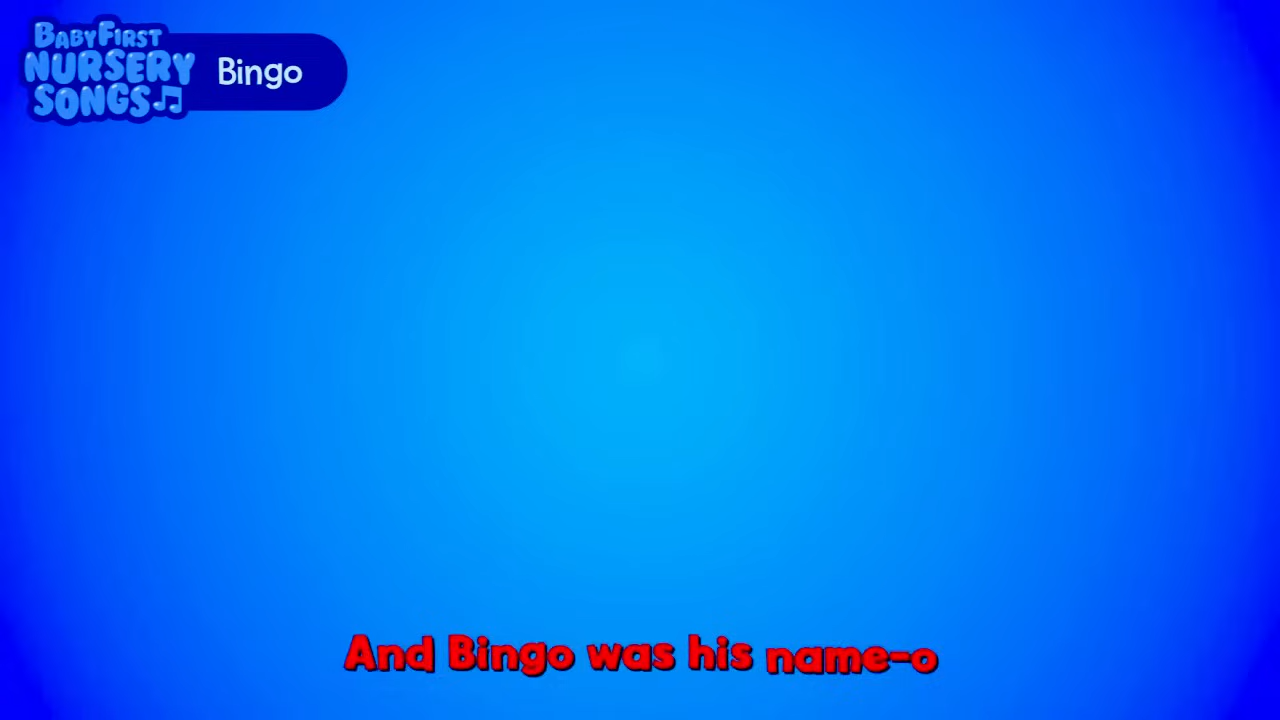 BABYFIRST
NURSERY
SONGS
Bingo
And Bingo was his name-o